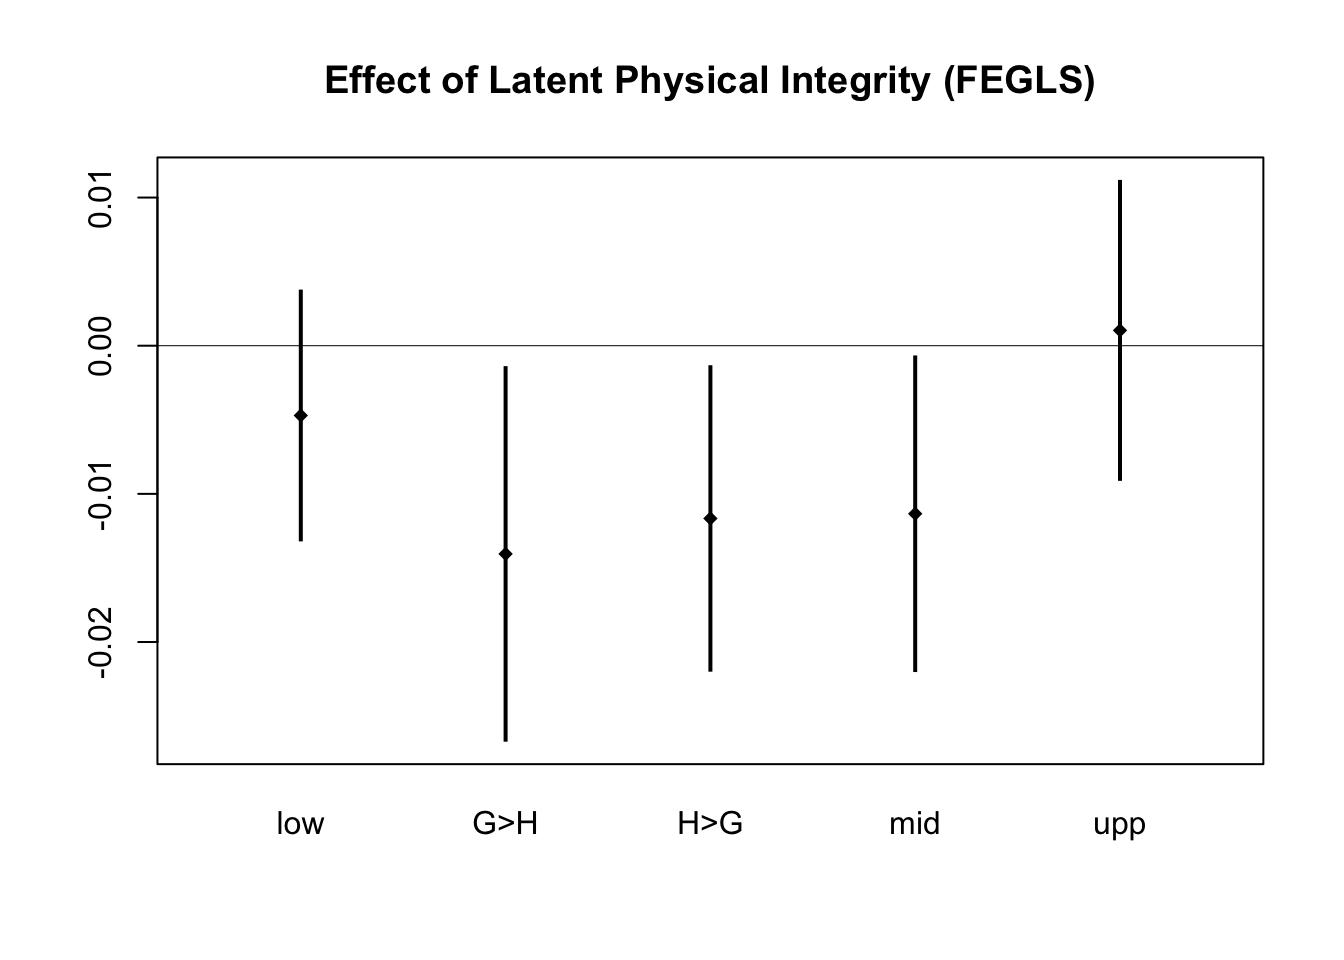 Effect of Latent Physical Integrity (FEGLS)
0.01
0.00
-0.01
-0.02
low G>H H>G mid upp